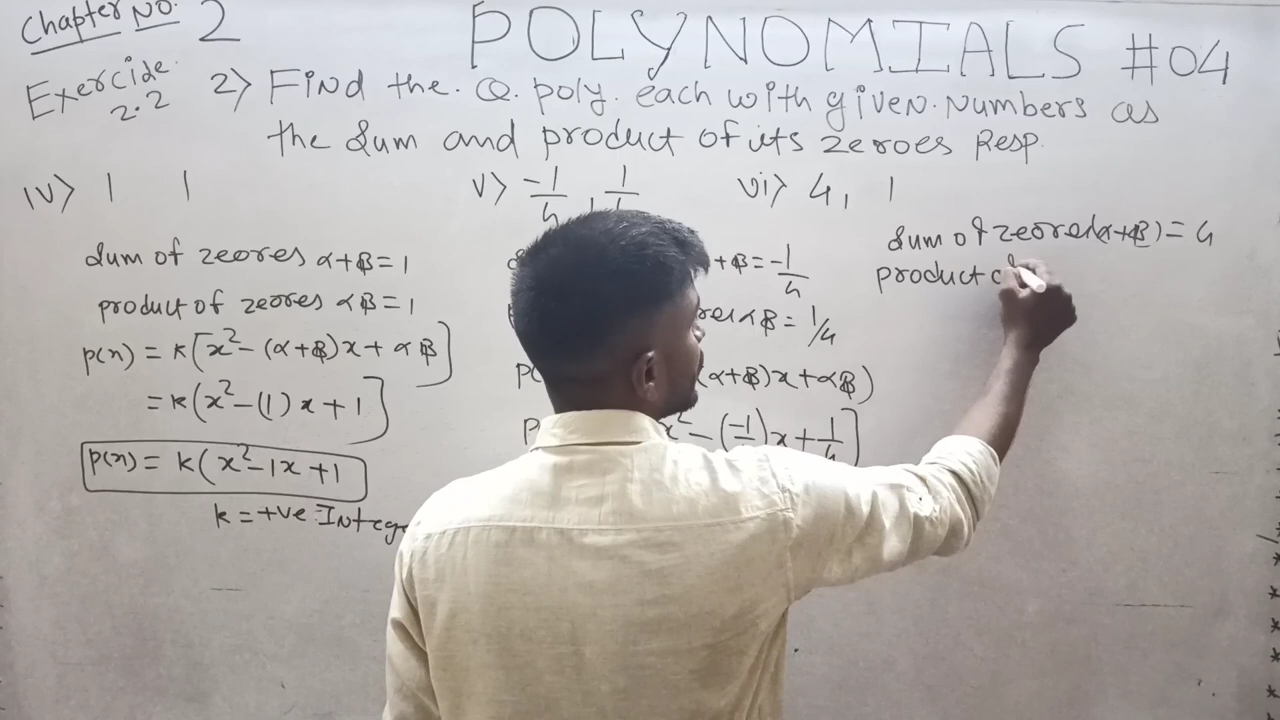 Chapter No. 2
POLYNOMIALS #04
Exercide 2.2
2) Find the. Q. poly. each with given. Numbers as
the Sum and product of its zeroes Resp.
iv) 1 1
Sum of zeores α+β=1
product of zeores αβ=1
p(n) = k[x²-(α+β)x+αβ]
=k(x²-(1)x+1]
p(n) = k(x²-1x+1
k=+ve Integ
v) -1/4, 1/
+β=-1/4
αβ=1/4
(α+β)x+αβ)
x²-(-1/4)x+1/4]
vi) 4, 1
Sum of zeores(α+β)=4
product